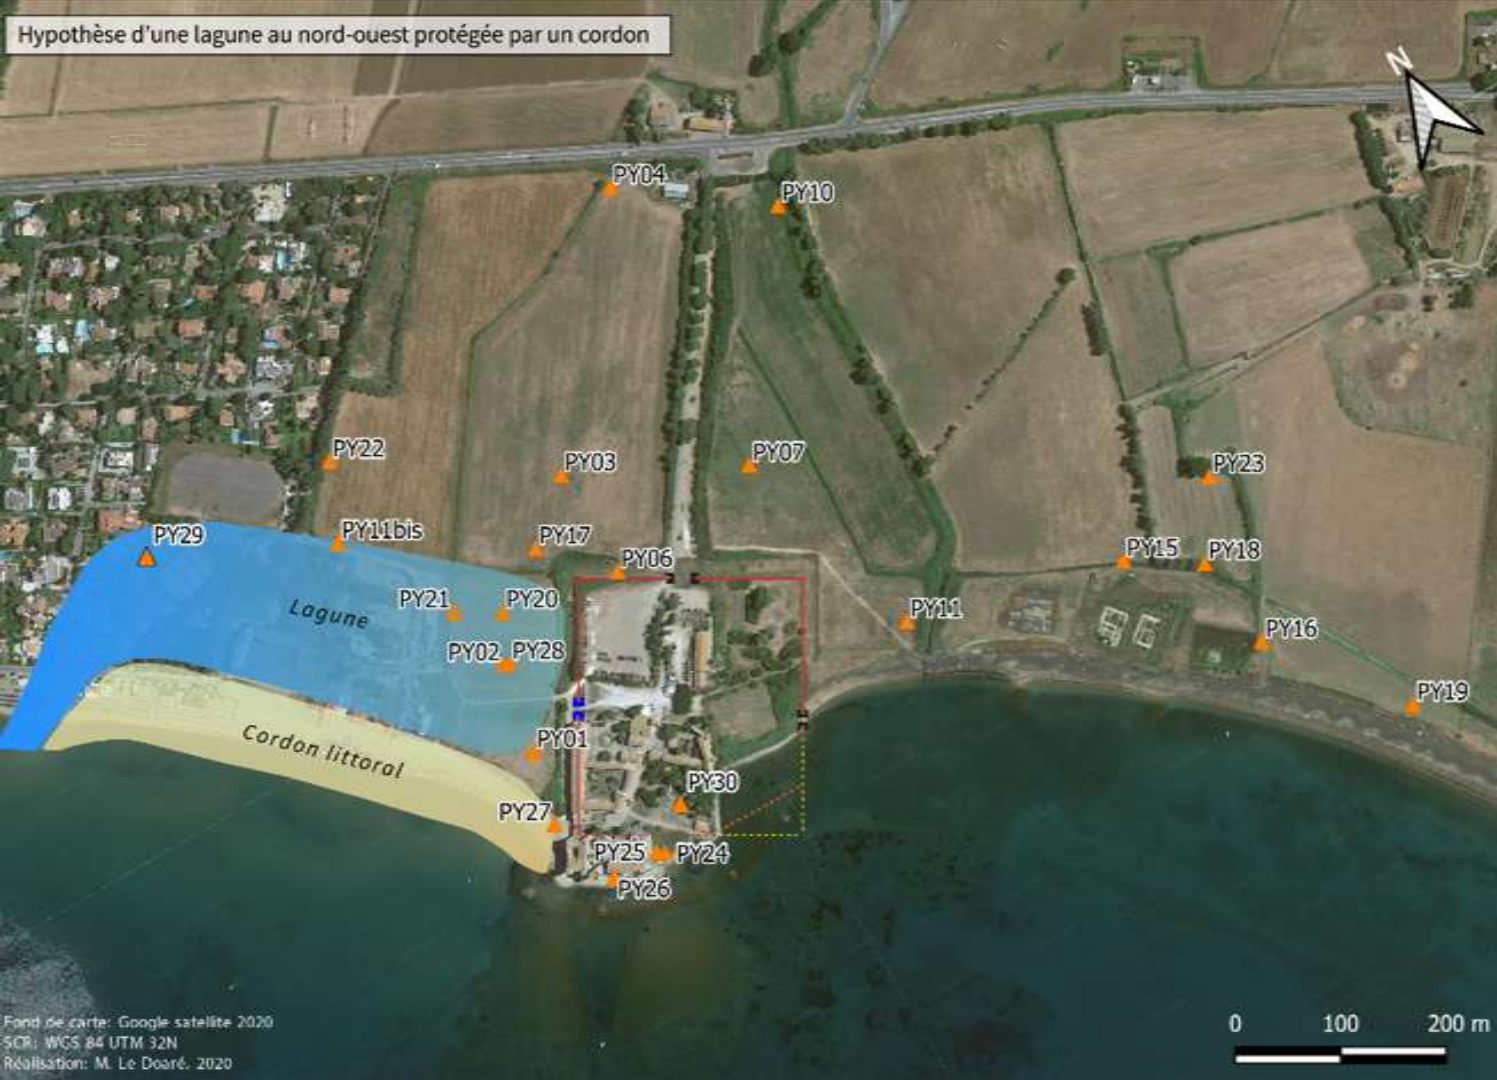 Hypothèse d'une lagune au nord-ouest protégée par un cordon
N
PY04
PY10
PY22
PY03
PY07
PY23
PY29
PY11bis
PY17
PY06
PY15
PY18
PY21
PY20
PY11
PY16
Lagune
PY02
PY28
PY19
PY01
Cordon littoral
PY30
PY27
PY25
PY24
PY26
Fond de carte: Google satellite 2020
SCR: WGS 84 UTM 32N
Réalisation: M. Le Doaré. 2020
0 100 200 m